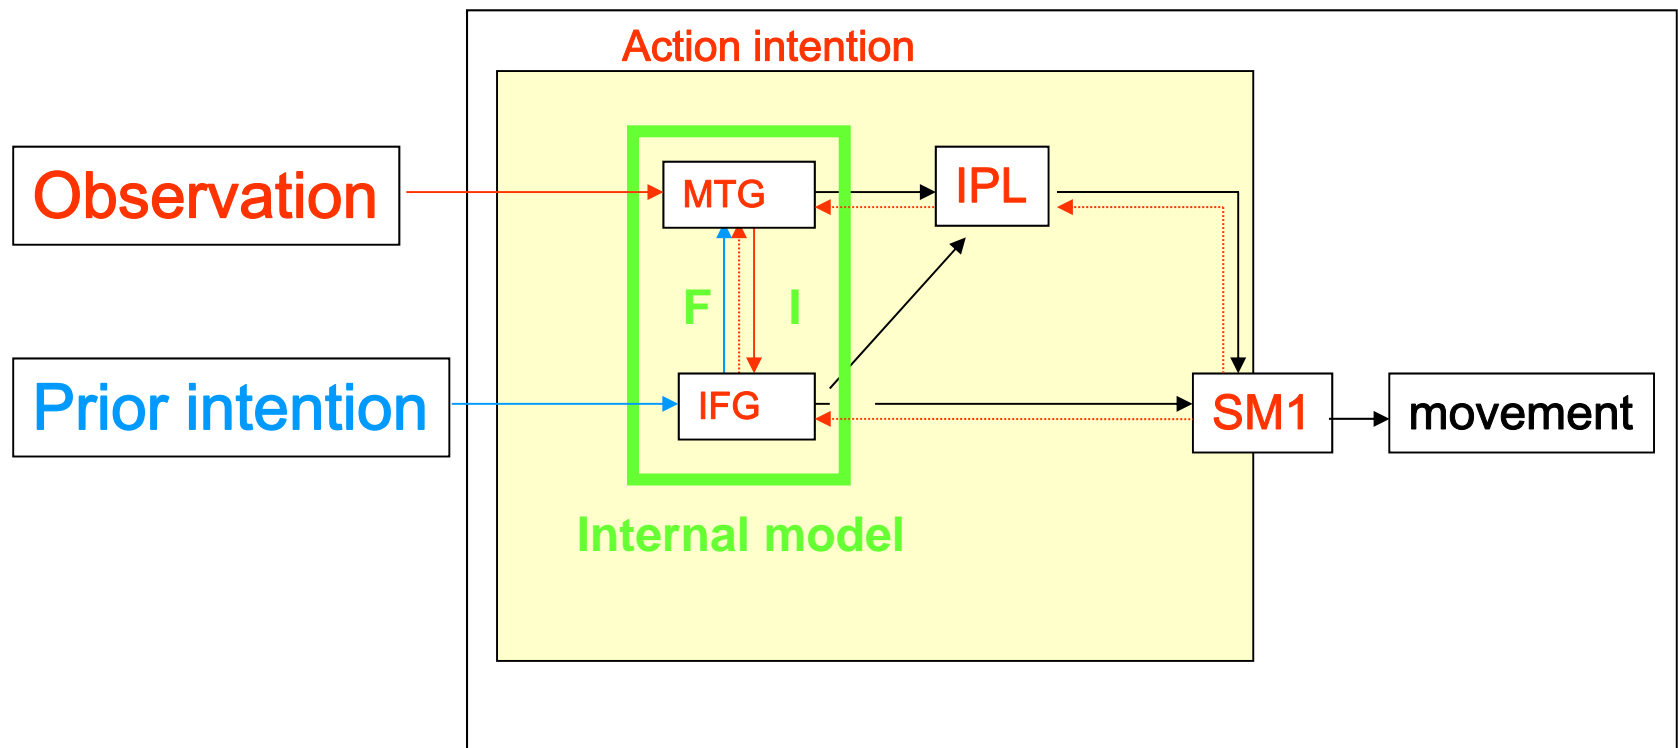 Action intention
Observation
MTG
IPL
F
I
Prior intention
IFG
SM1
movement
Internal model